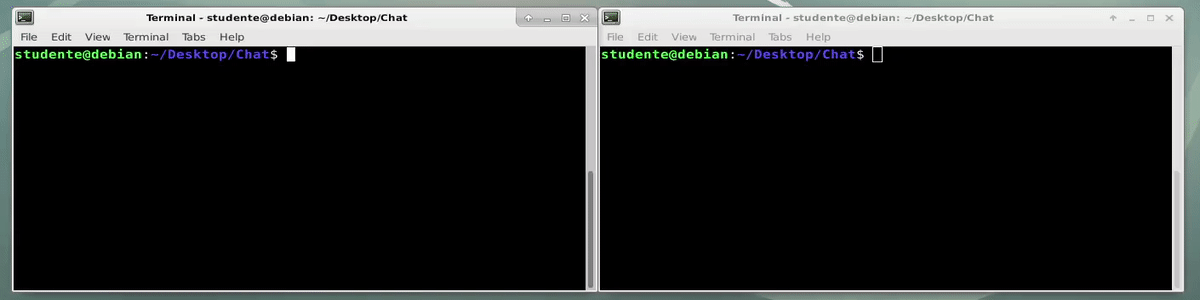 Terminal - studente@debian: ~/Desktop/Chat
File Edit View Terminal Tabs Help
studente@debian:~/Desktop/Chat$
Terminal - studente@debian: ~/Desktop/Chat
File Edit View Terminal Tabs Help
studente@debian:~/Desktop/Chat$